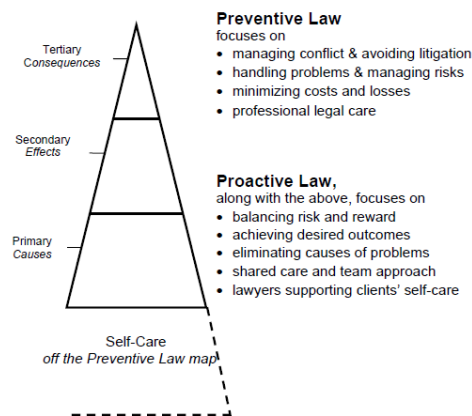 Preventive Law
focuses on
• managing conflict & avoiding litigation
• handling problems & managing risks
• minimizing costs and losses
• professional legal care
Tertiary
Consequences
Secondary
Effects
Proactive Law,
along with the above, focuses on
• balancing risk and reward
• achieving desired outcomes
• eliminating causes of problems
• shared care and team approach
• lawyers supporting clients' self-care
Primary
Causes
Self-Care
off the Preventive Law map